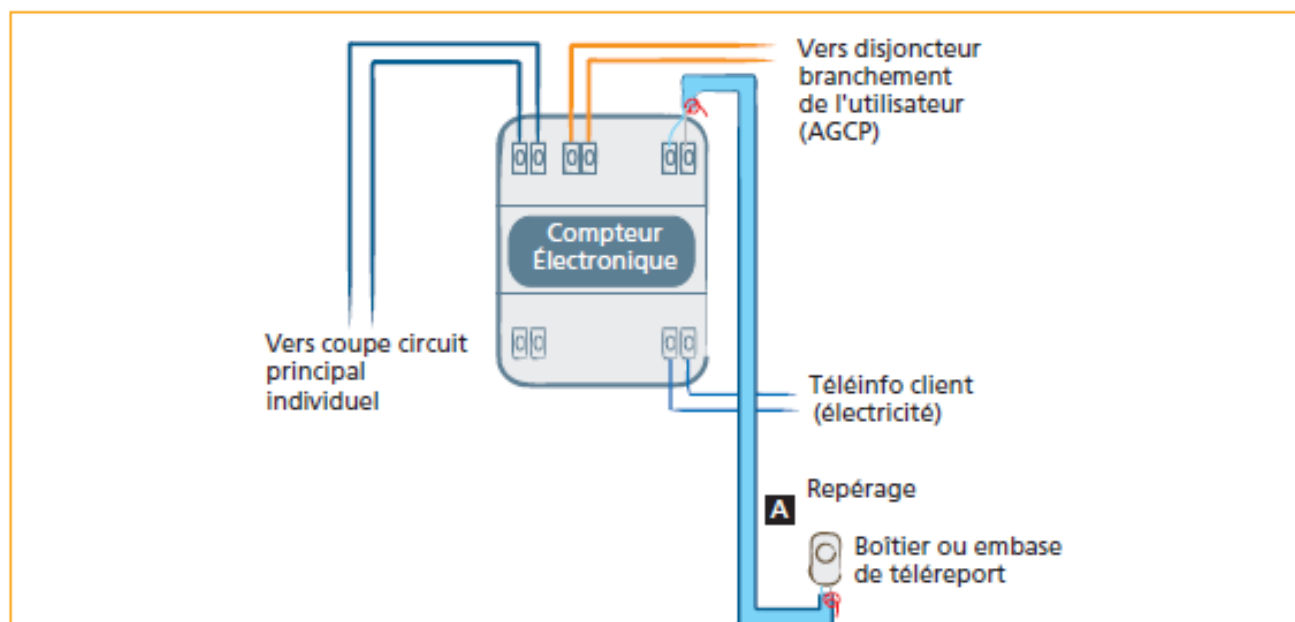 Vers disjoncteur
branchement
de l'utilisateur
(AGCP)
Compteur
Électronique
Vers coupe circuit
principal
individuel
Téléinfo client
(électricité)
Repérage
A
Boîtier ou embase
de téléreport